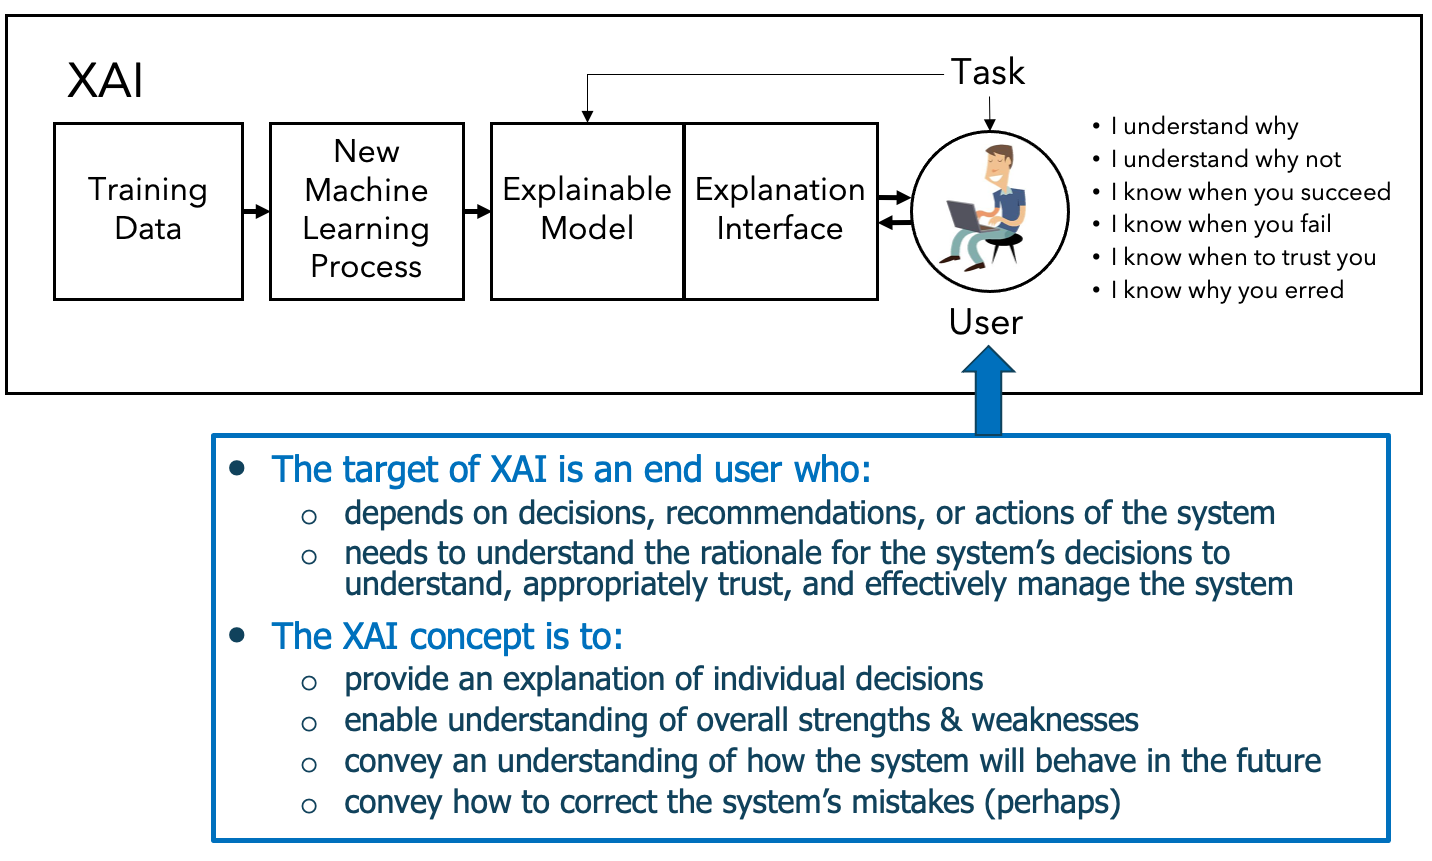 XAI
Task
Training
Data
New
Machine
Learning
Process
Explainable
Model
Explanation
Interface
User
• I understand why
• I understand why not
• I know when you succeed
• I know when you fail
• I know when to trust you
• I know why you erred
• The target of XAI is an end user who:
o depends on decisions, recommendations, or actions of the system
o needs to understand the rationale for the system’s decisions to
understand, appropriately trust, and effectively manage the system
• The XAI concept is to:
o provide an explanation of individual decisions
o enable understanding of overall strengths & weaknesses
o convey an understanding of how the system will behave in the future
o convey how to correct the system’s mistakes (perhaps)